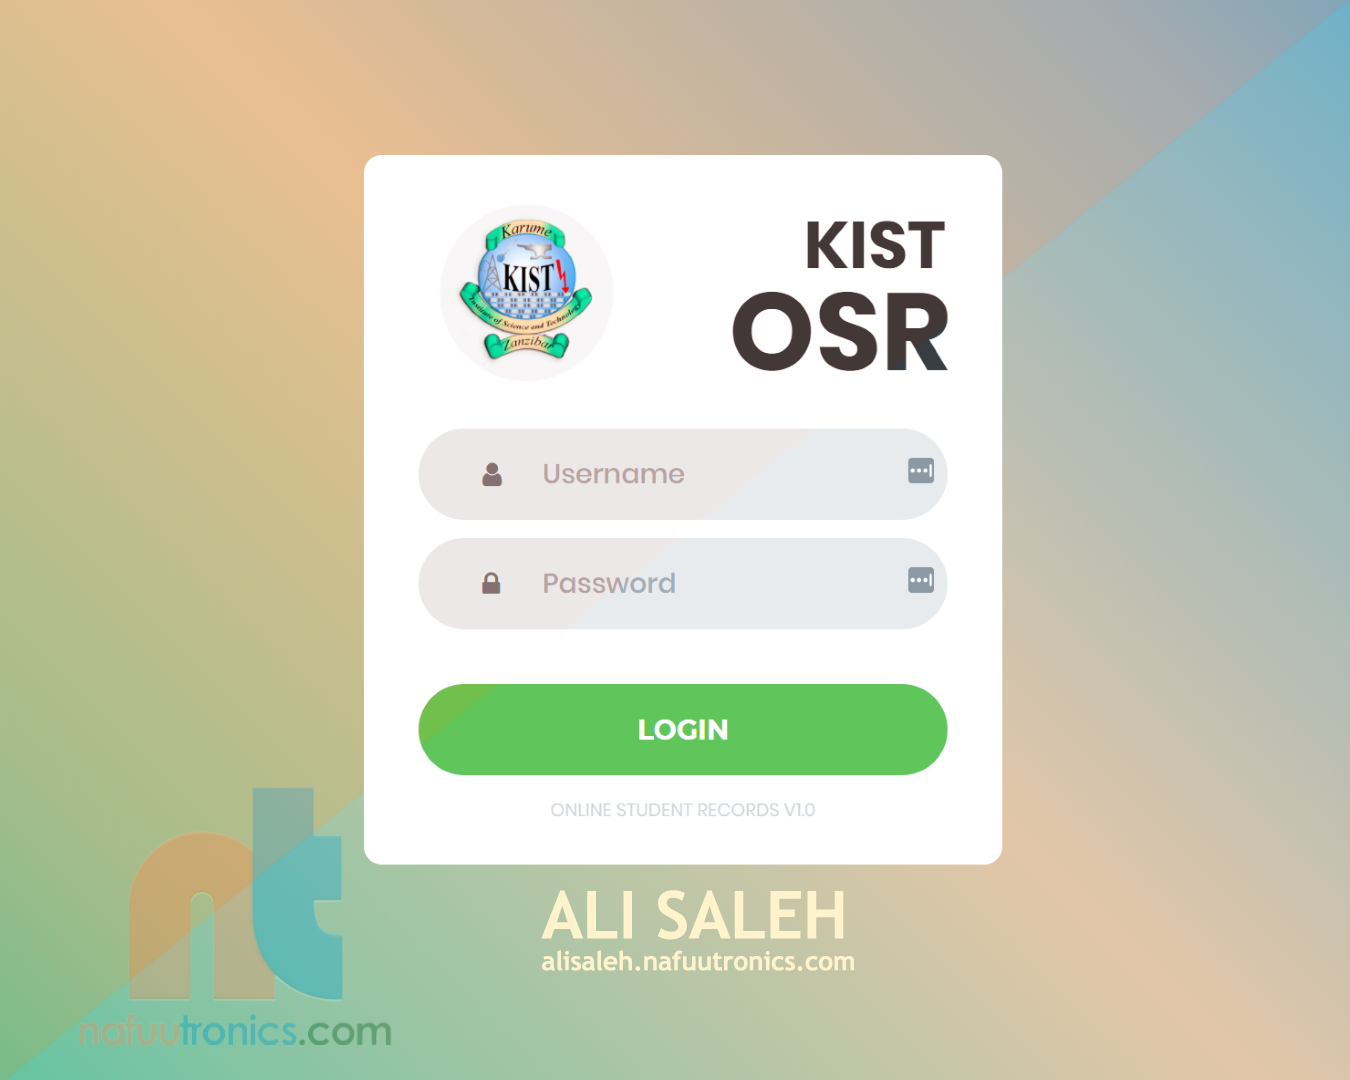 Karume
KIST
Institute of Science and Technology
Zanzibar
KIST
OSR
Username
Password
LOGIN
ONLINE STUDENT RECORDS V1.0
ALI SALEH
alisaleh.nafuutronics.com
nt
nafuutronics.com